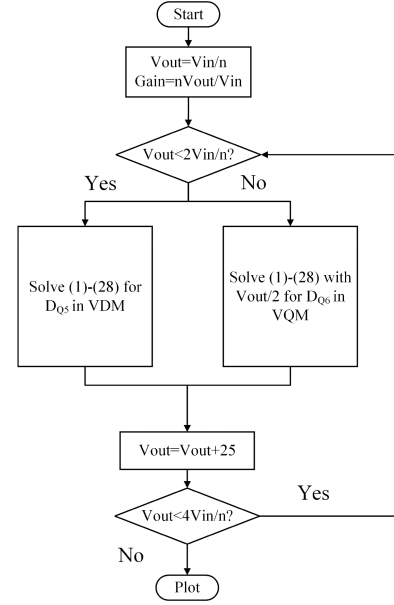 Start
Vout=Vin/n
Gain=nVout/Vin
Vout<2Vin/n?
Yes
No
Solve (1)-(28) for
DQ5 in VDM
Solve (1)-(28) with
Vout/2 for DQ6 in
VQM
Vout=Vout+25
Vout<4Vin/n?
Yes
No
Plot